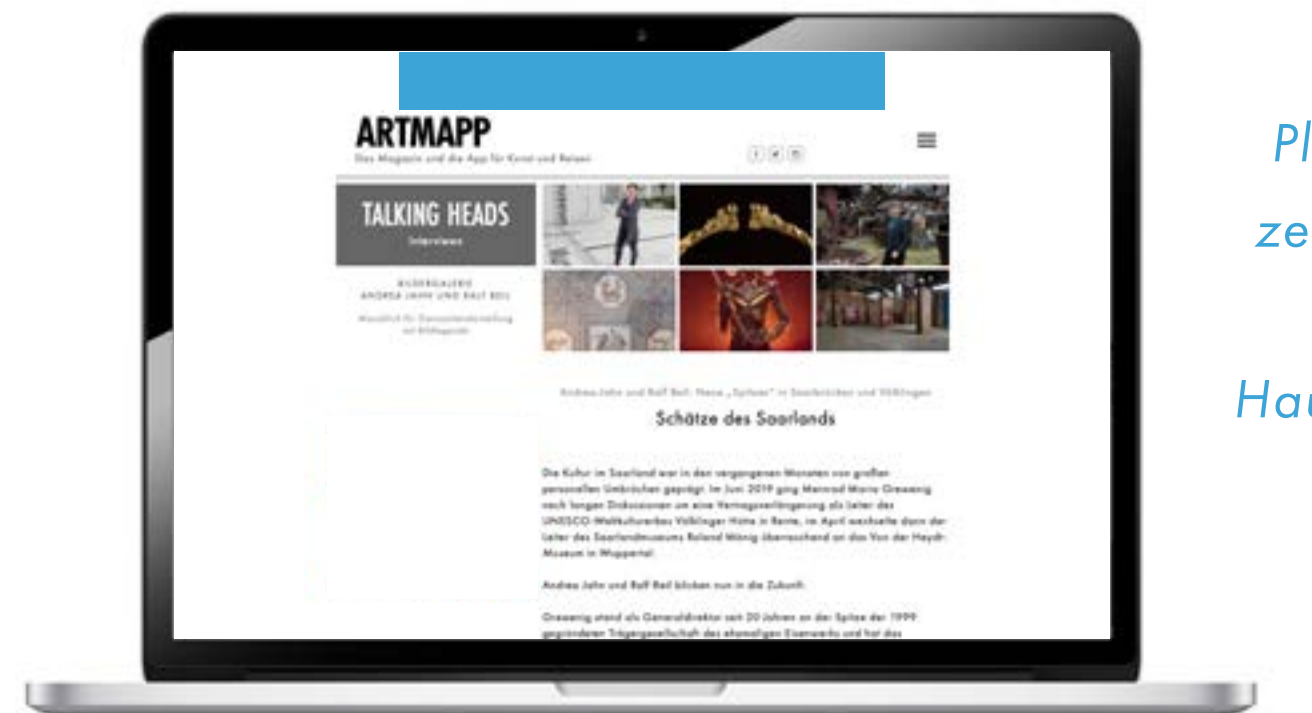 ARTMAPP
Das Magazin und die App für Kunst und Reisen
TALKING HEADS
Interviews
BILDERGALERIE
ANDREA JAHN UND RALF BEIL
Andrea Jahn und Ralf Beil: Neue „Spitzen" in Saarbrücken und Völklingen
Schätze des Saarlands
Die Kultur im Saarland war in den vergangenen Monaten von großen
personellen Umbrüchen geprägt. Im Juni 2019 ging Meinrad Maria Grewenig
nach langen Diskussionen um eine Vertragsverlängerung als Leiter des
UNESCO-Weltkulturerbes Völklinger Hütte in Rente, im April wechselte dann der
Leiter des Saarlandmuseums Roland Mönig überraschend an das Von der Heydt-
Museum in Wuppertal.
Andrea Jahn und Ralf Beil blicken nun in die Zukunft.
Grewenig stand als Generaldirektor seit 20 Jahren an der Spitze der 1999
gegründeten Trägergesellschaft des ehemaligen Eisenwerks und hat das
Pl
ze
Hau